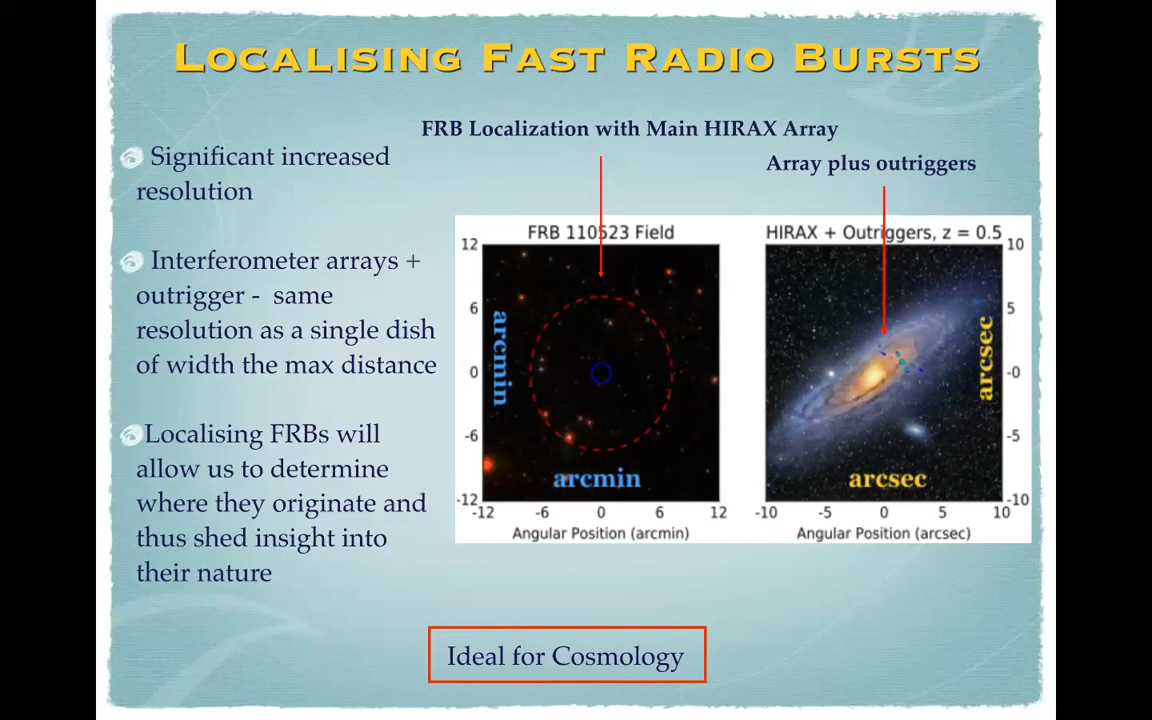 Localising Fast Radio Bursts
FRB Localization with Main HIRAX Array
Array plus outriggers
Significant increased
resolution
Interferometer arrays +
outrigger - same
resolution as a single dish
of width the max distance
Localising FRBs will
allow us to determine
where they originate and
thus shed insight into
their nature
FRB 110523 Field
12
6
0
-6
-12
arcmin
arcmin
-12 -6 0 6 12
Angular Position (arcmin)
HIRAX + Outriggers, z = 0.5
10
5
-0
-5
-10
arcsec
arcsec
-10 -5 0 5 10
Angular Position (arcsec)
Ideal for Cosmology